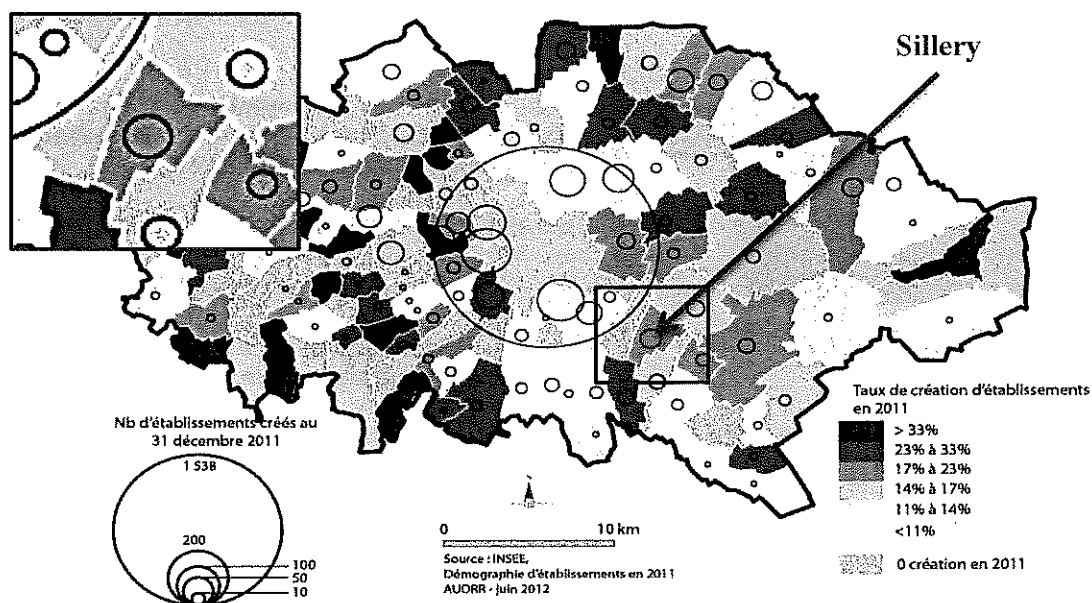 Sillery
Nb d'établissements créés au
31 décembre 2011
1 538
200
100
50
10
0 10 km
Source : INSEE,
Démographie d'établissements en 2011
AUDRR - juin 2012
Taux de création d'établissements
en 2011
> 33%
23% à 33%
17% à 23%
14% à 17%
11% à 14%
<11%
0 création en 2011